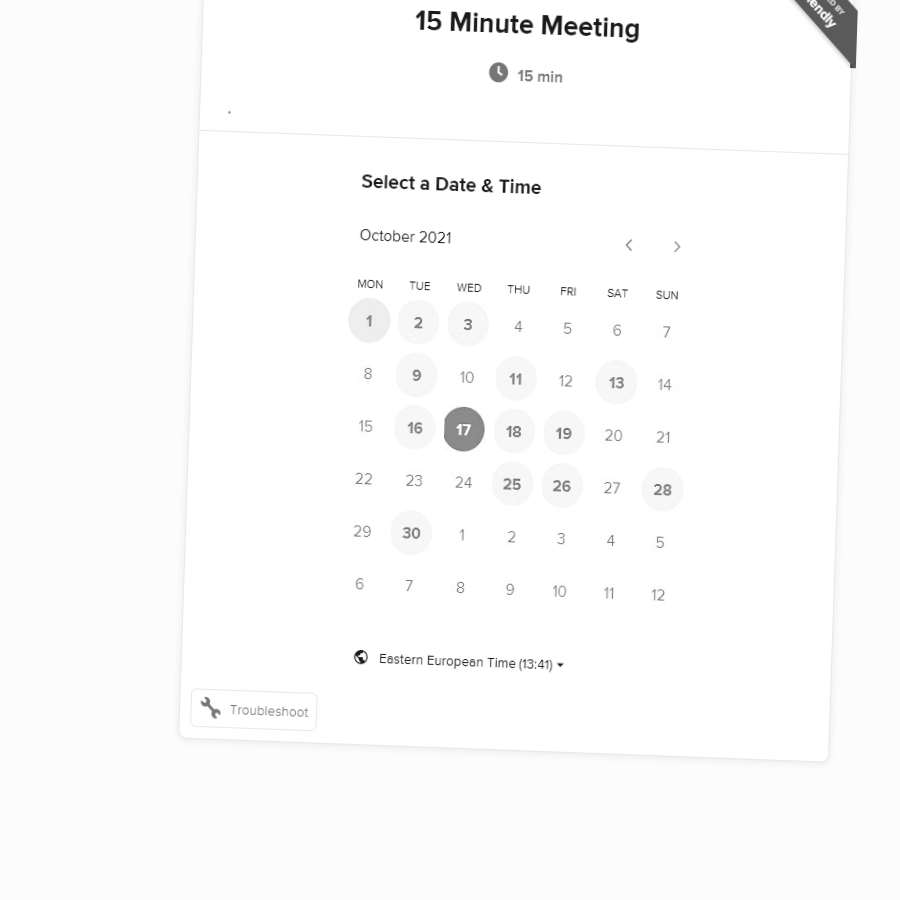 15 Minute Meeting
15 min
.
Select a Date & Time
October 2021
MON TUE WED THU FRI SAT SUN
1 2 3 4 5 6 7
8 9 10 11 12 13 14
15 16 17 18 19 20 21
22 23 24 25 26 27 28
29 30 1 2 3 4 5
6 7 8 9 10 11 12
Eastern European Time (13:41)
Troubleshoot